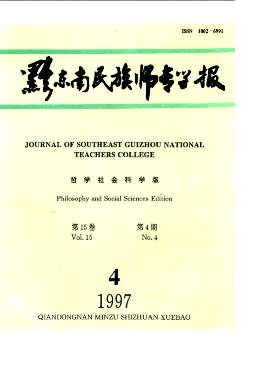 ISSN 1002-6991
黔东南民族师专学报
JOURNAL OF SOUTHEAST GUIZHOU NATIONAL
TEACHERS COLLEGE
哲学社会科学版
Philosophy and Social Sciences Edition
第15卷 第4期
Vol. 15 No. 4
4
1997
QIANDONGNAN MINZU SHIZHUAN XUEBAO